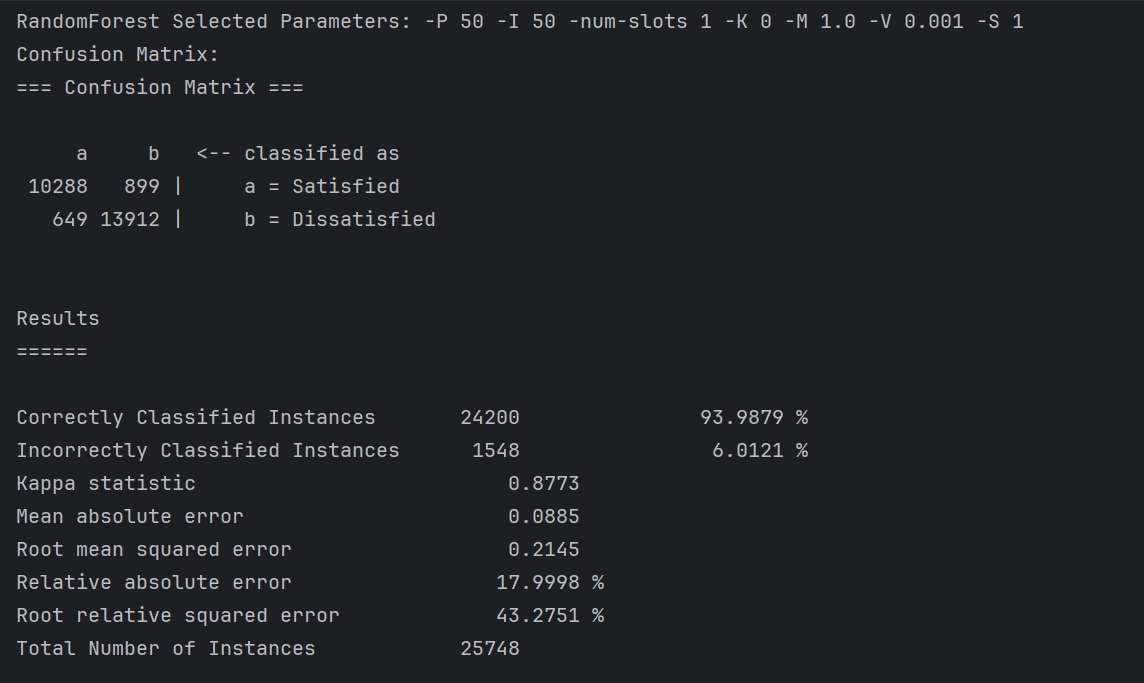 RandomForest Selected Parameters: -P 50 -I 50 -num-slots 1 -K 0 -M 1.0 -V 0.001 -S 1
Confusion Matrix:
=== Confusion Matrix ===
a b <-- classified as
10288 899 | a = Satisfied
649 13912 | b = Dissatisfied
Results
======
Correctly Classified Instances 24200 93.9879 %
Incorrectly Classified Instances 1548 6.0121 %
Kappa statistic 0.8773
Mean absolute error 0.0885
Root mean squared error 0.2145
Relative absolute error 17.9998 %
Root relative squared error 43.2751 %
Total Number of Instances 25748